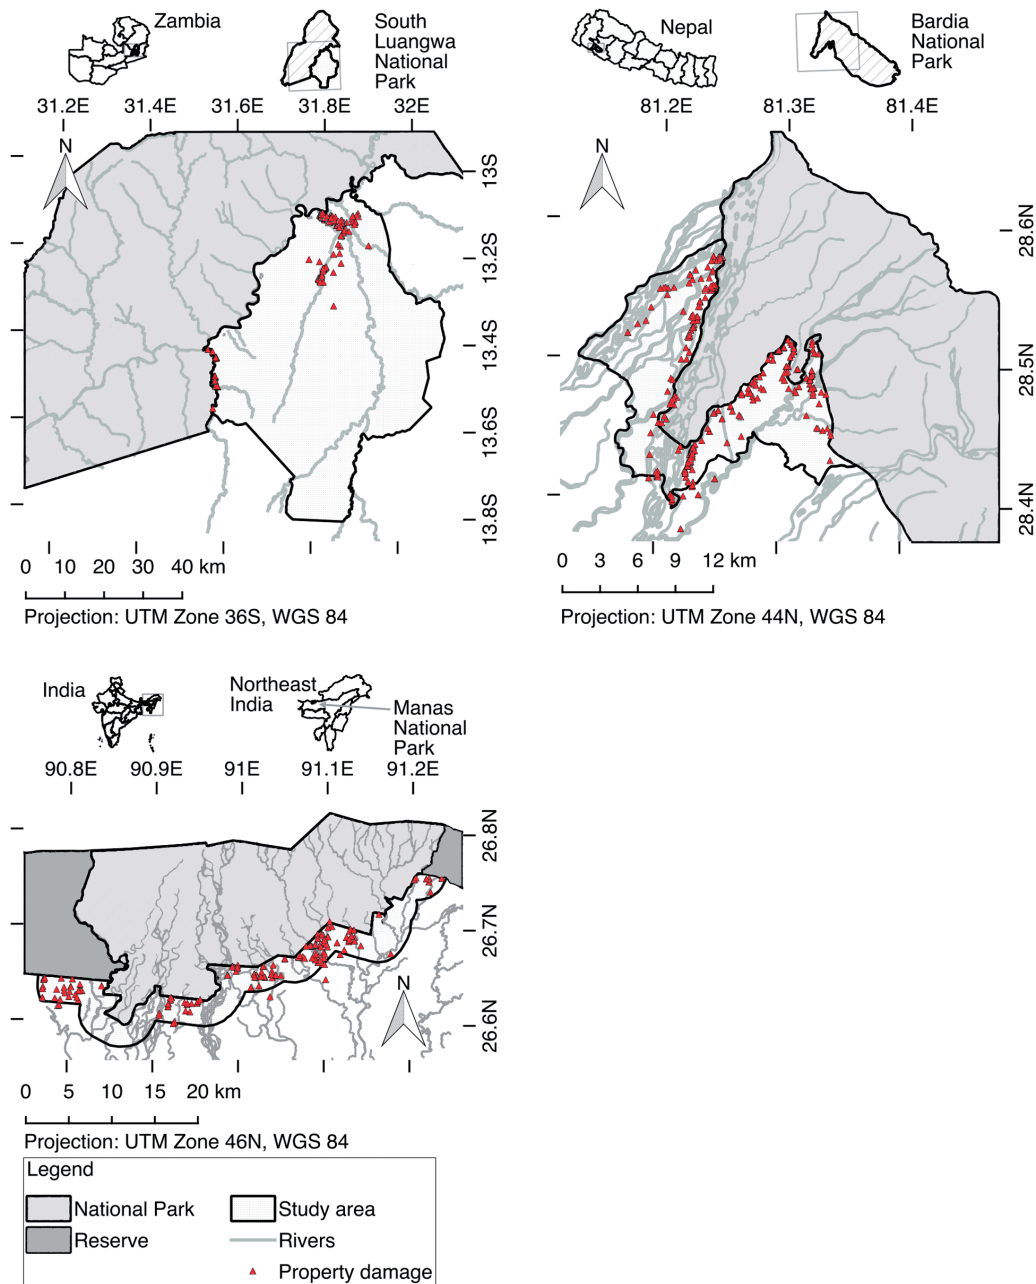 Zambia
South
Luangwa
National
Park
31.2E 31.4E 31.6E 31.8E 32E
N
13S
13.2S
13.4S
13.6S
13.8S
0 10 20 30 40 km
Projection: UTM Zone 36S, WGS 84
Nepal
Bardia
National
Park
81.2E 81.3E 81.4E
N
28.6N
28.5N
28.4N
0 3 6 9 12 km
Projection: UTM Zone 44N, WGS 84
India
Northeast
India
Manas
National
Park
90.8E 90.9E 91E 91.1E 91.2E
26.8N
26.7N
26.6N
N
0 5 10 15 20 km
Projection: UTM Zone 46N, WGS 84
Legend
National Park
Study area
Reserve
Rivers
Property damage